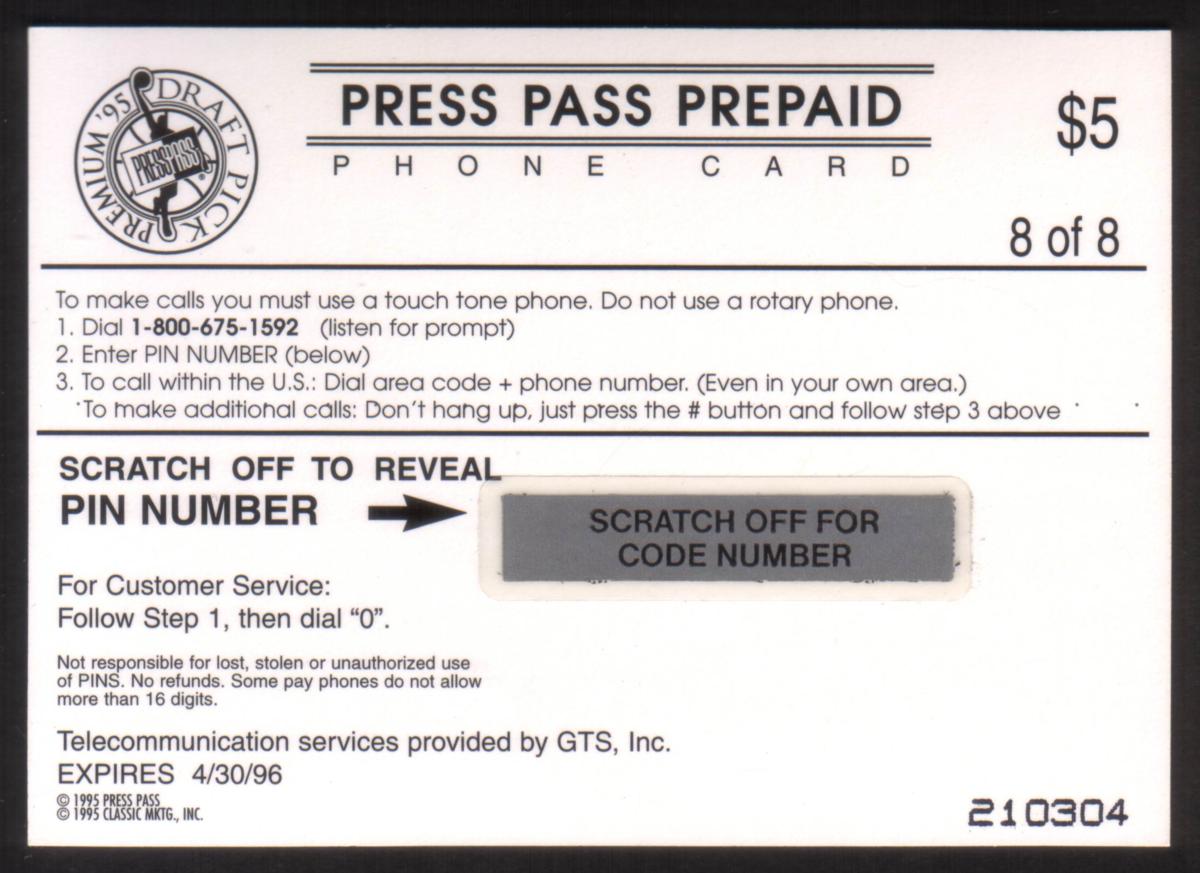 PREMIUM '95 DRAFT PICK
PRESS PASS
PRESS PASS PREPAID
PHONE CARD
$5
8 of 8
To make calls you must use a touch tone phone. Do not use a rotary phone.
1. Dial 1-800-675-1592 (listen for prompt)
2. Enter PIN NUMBER (below)
3. To call within the U.S.: Dial area code + phone number. (Even in your own area.)
To make additional calls: Don't hang up, just press the # button and follow step 3 above
SCRATCH OFF TO REVEAL
PIN NUMBER
SCRATCH OFF FOR
CODE NUMBER
For Customer Service:
Follow Step 1, then dial “0”.
Not responsible for lost, stolen or unauthorized use
of PINS. No refunds. Some pay phones do not allow
more than 16 digits.
Telecommunication services provided by GTS, Inc.
EXPIRES 4/30/96
© 1995 PRESS PASS
© 1995 CLASSIC MKTG., INC.
210304